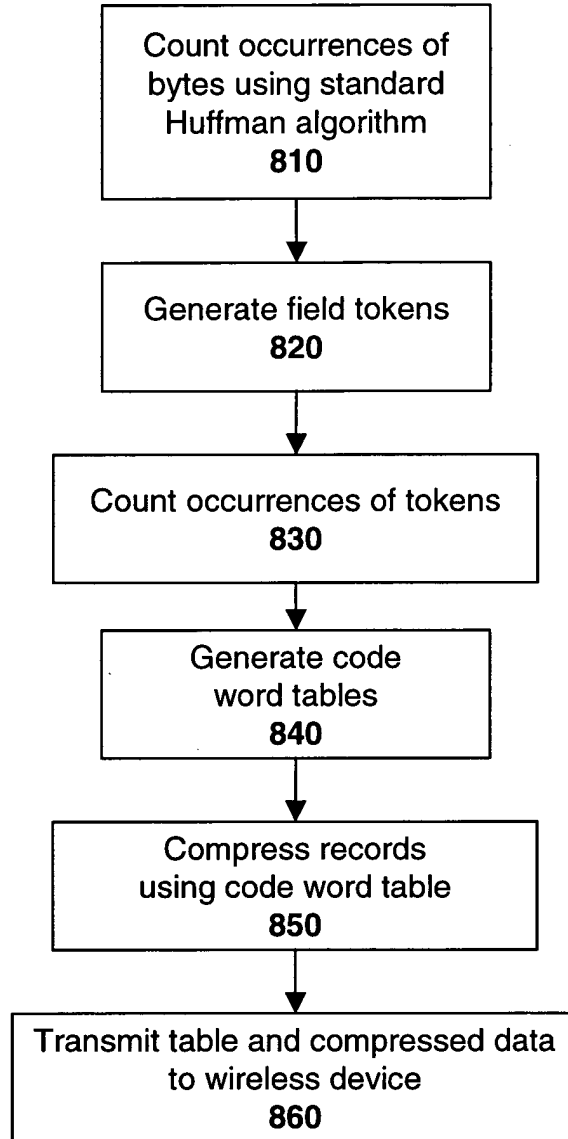 Count occurrences of
bytes using standard
Huffman algorithm
810
Generate field tokens
820
Count occurrences of tokens
830
Generate code
word tables
840
Compress records
using code word table
850
Transmit table and compressed data
to wireless device
860